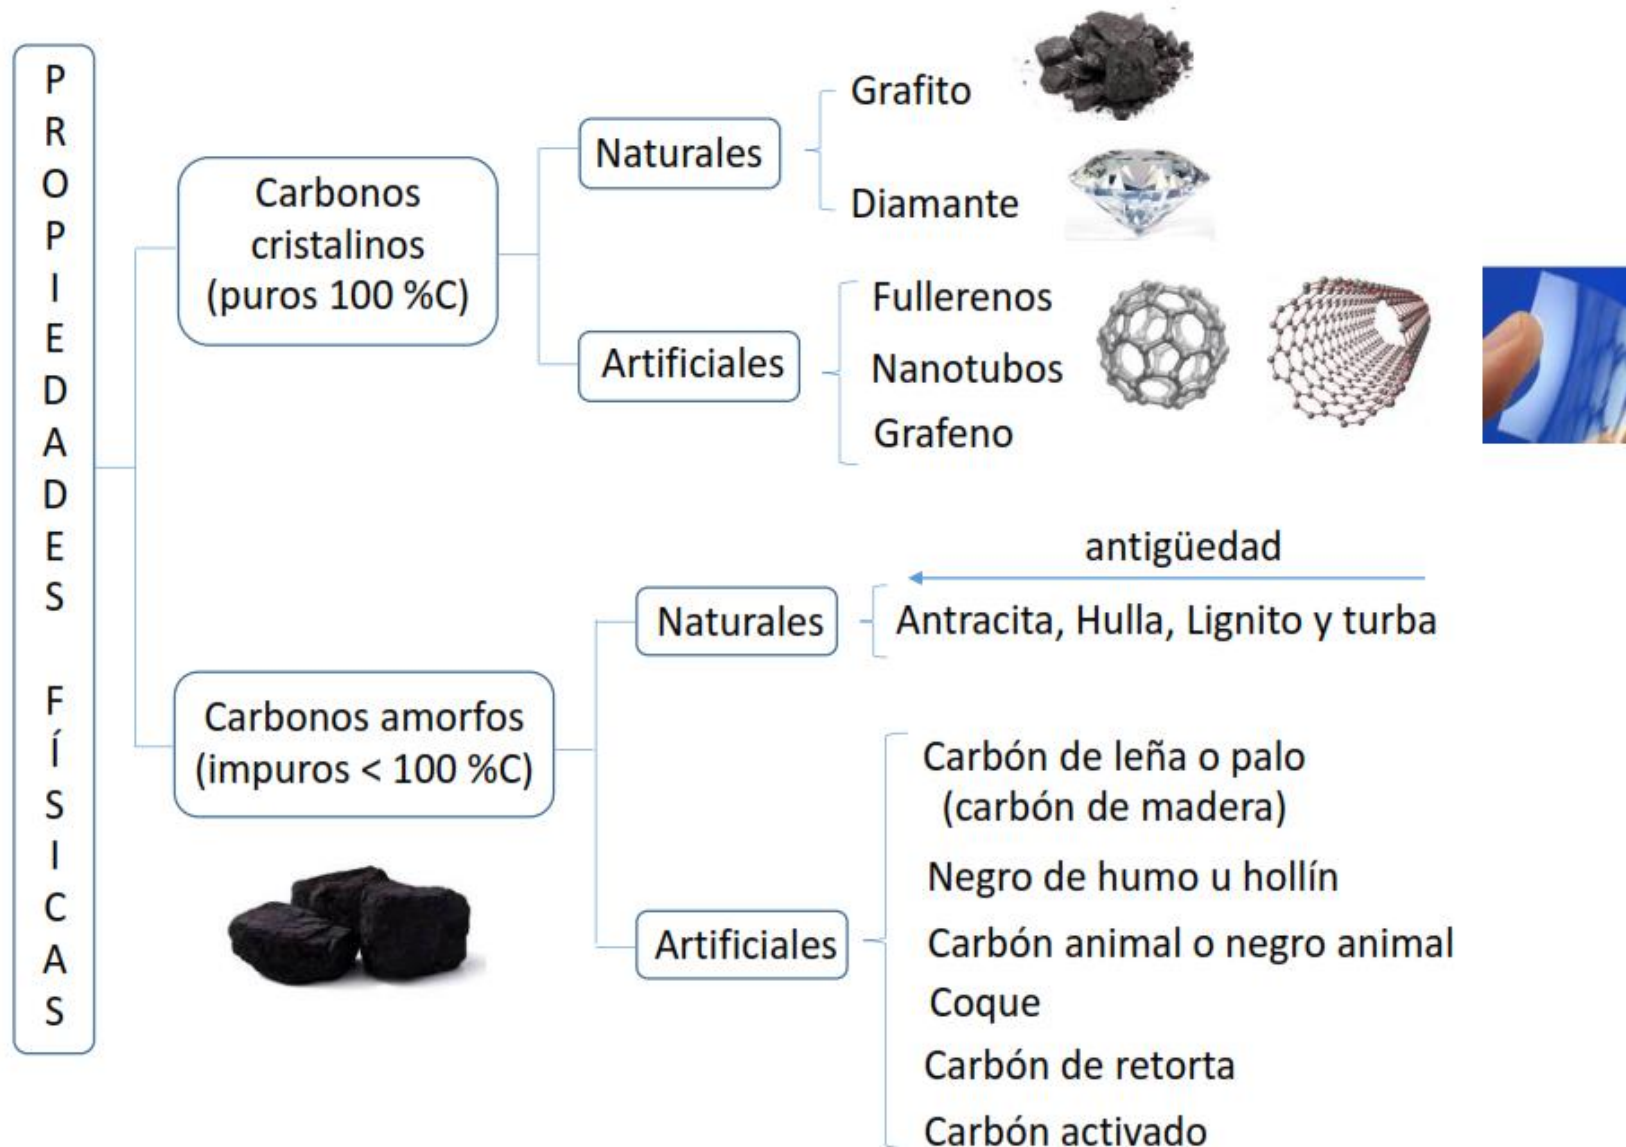 PROPIEDADES FÍSICAS
Carbonos
cristalinos
(puros 100 %C)
Naturales
Grafito
Diamante
Artificiales
Fullerenos
Nanotubos
Grafeno
Carbonos amorfos
(impuros < 100 %C)
Naturales
antigüedad
Antracita, Hulla, Lignito y turba
Artificiales
Carbón de leña o palo
(carbón de madera)
Negro de humo u hollín
Carbón animal o negro animal
Coque
Carbón de retorta
Carbón activado